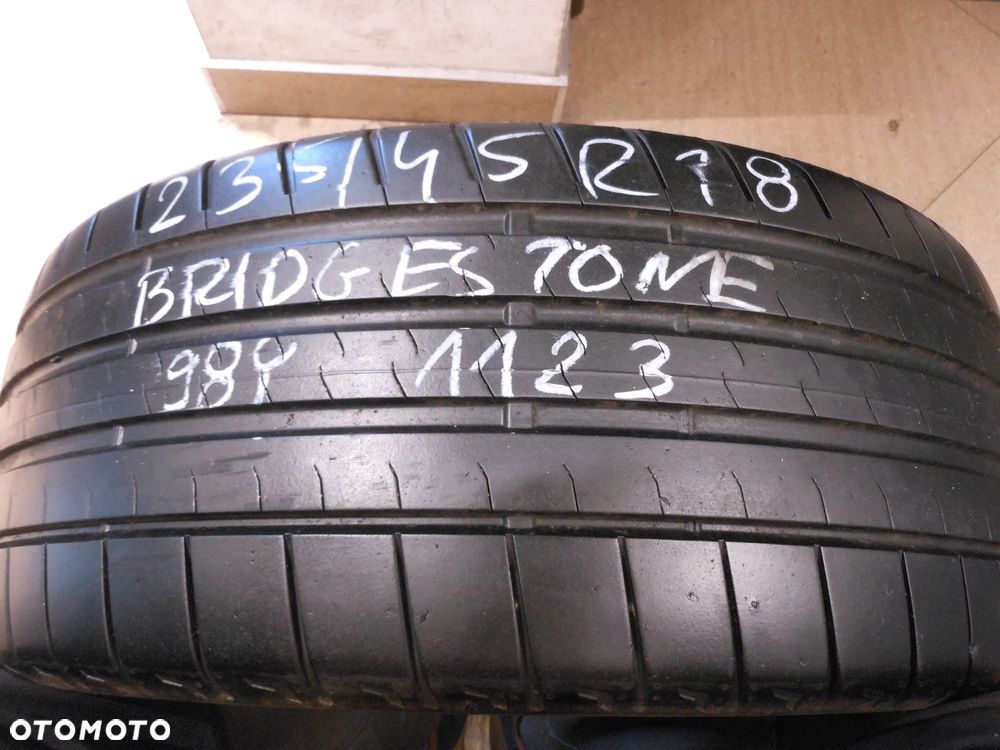 235/45R18
BRIDGESTONE
98Y 1123
OTOMOTO